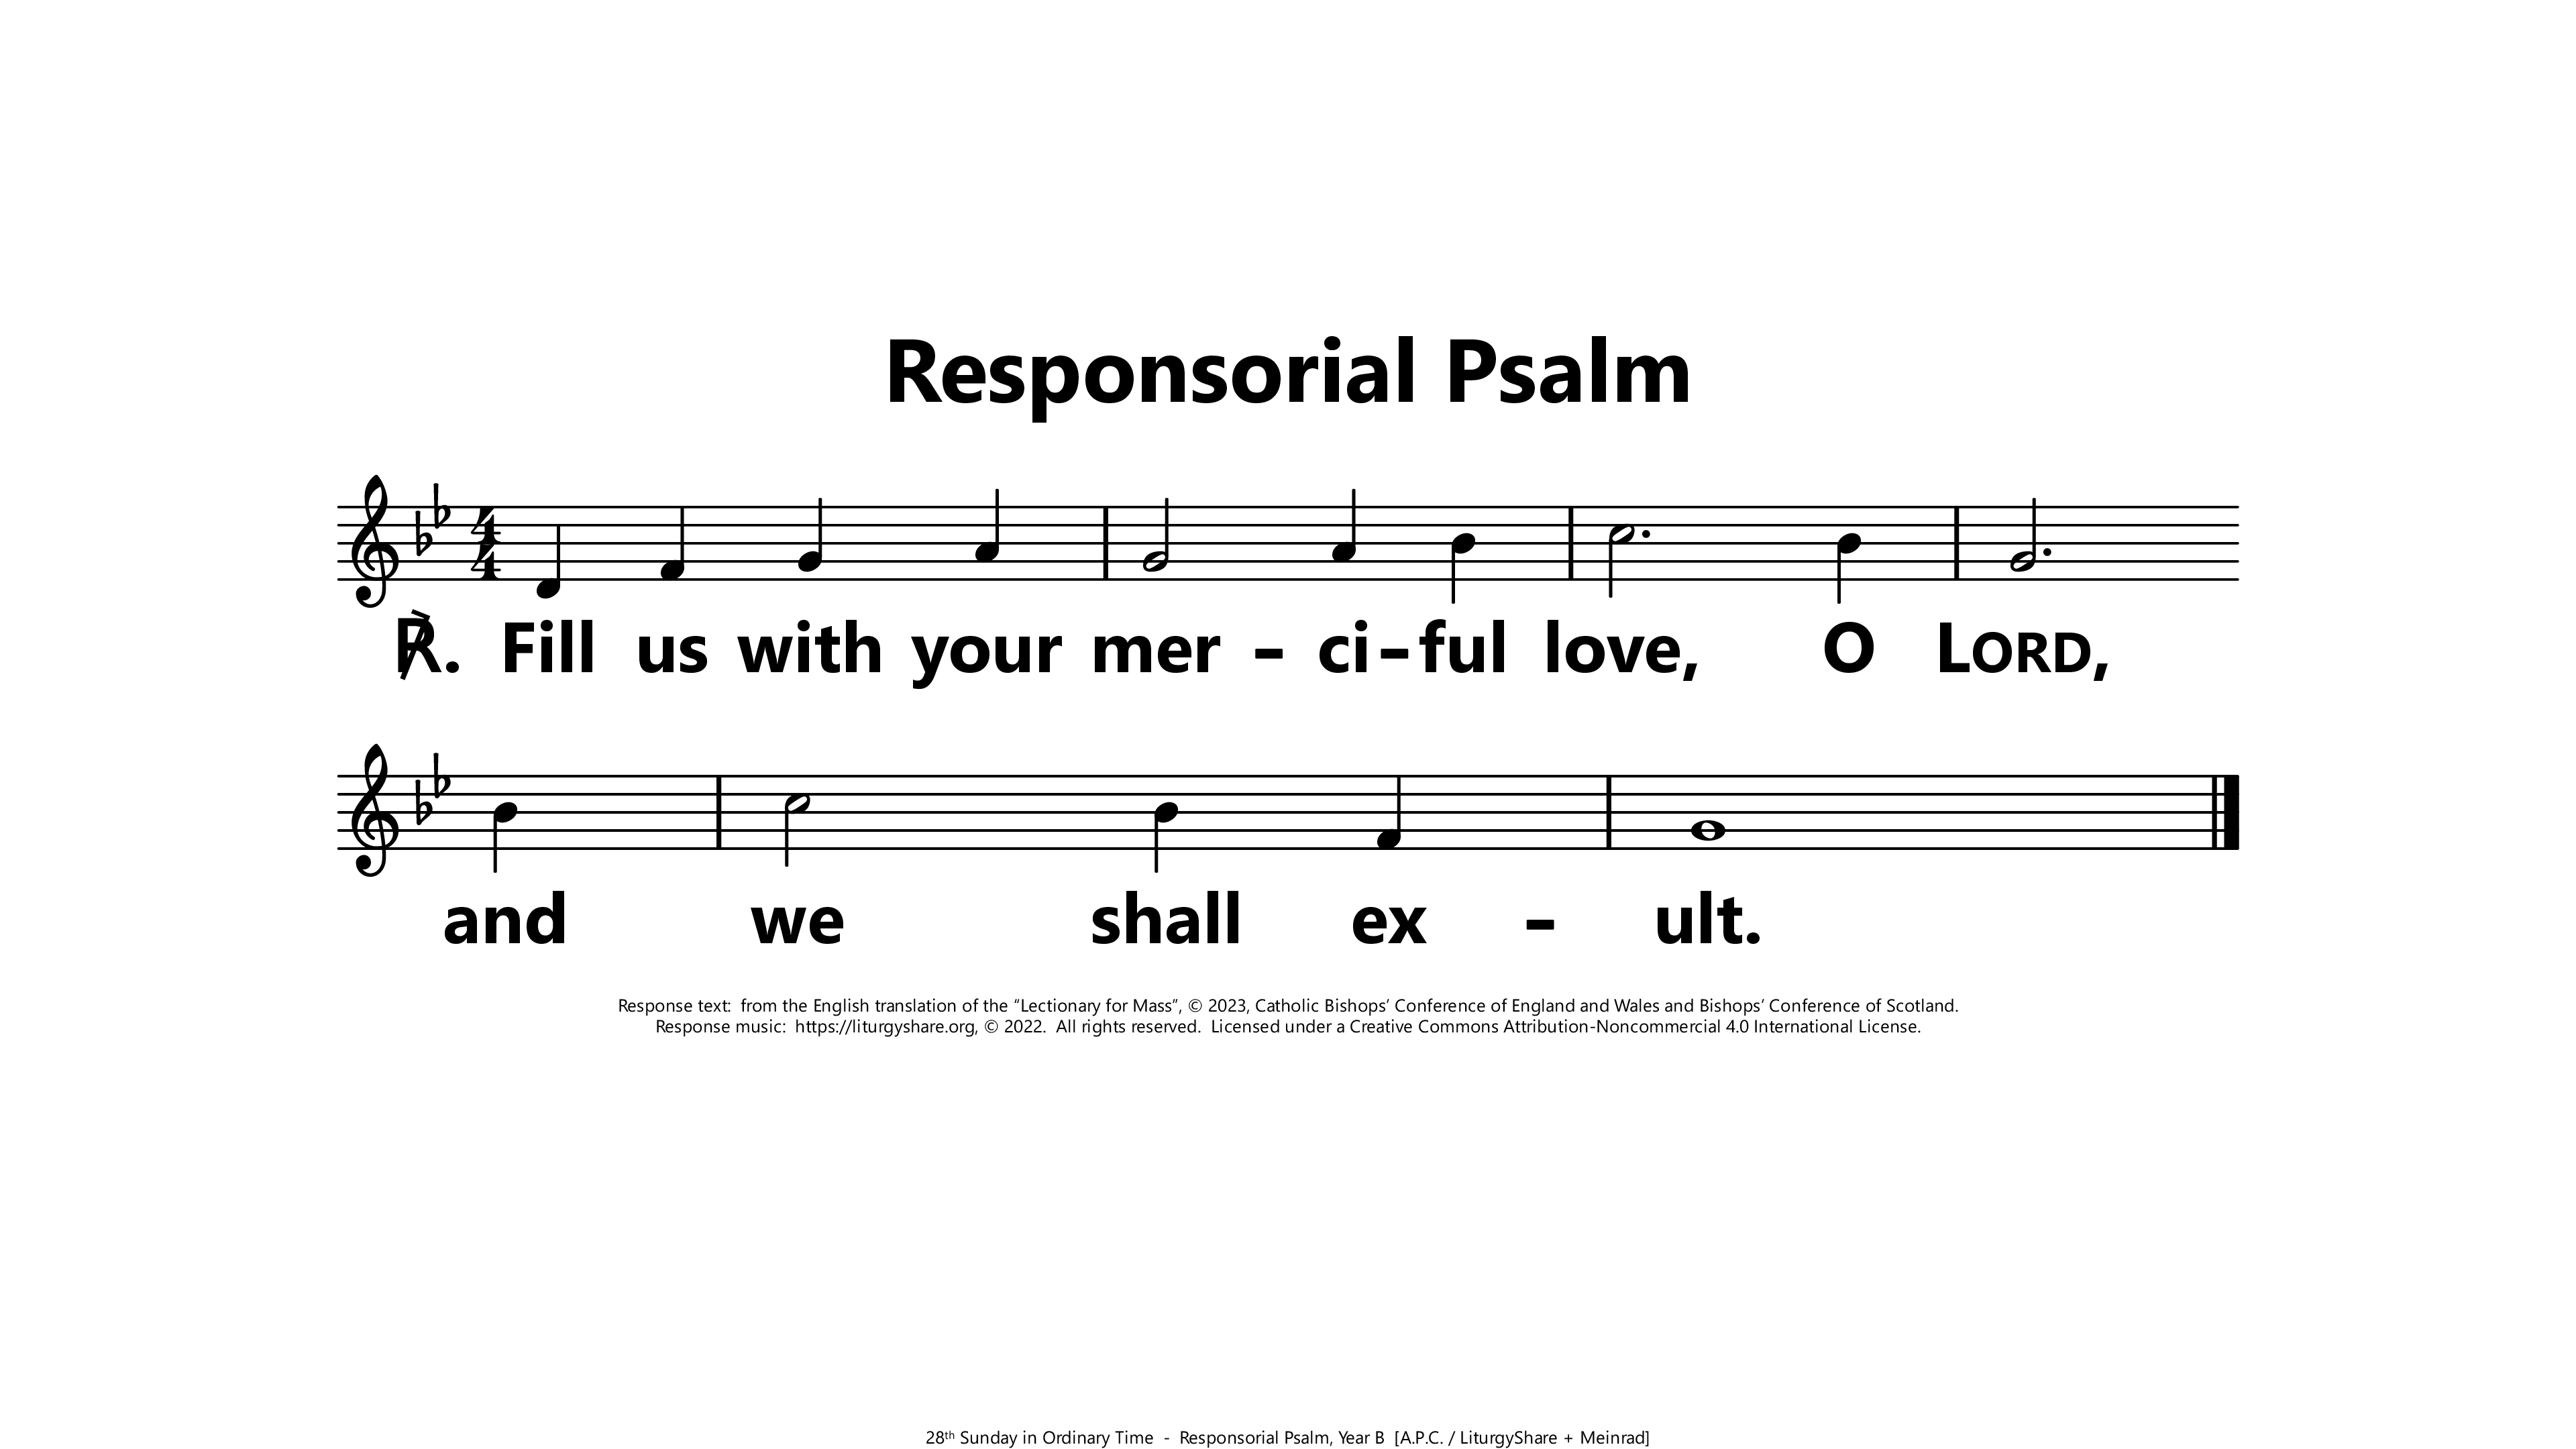 Responsorial Psalm
4
4
℟. Fill us with your mer - ci - ful love, O LORD,
and we shall ex - ult.
Response text:  from the English translation of the “Lectionary for Mass”, © 2023, Catholic Bishops’ Conference of England and Wales and Bishops’ Conference of Scotland.
Response music:  https://liturgyshare.org, © 2022.  All rights reserved.  Licensed under a Creative Commons Attribution-Noncommercial 4.0 International License.
28th Sunday in Ordinary Time  -  Responsorial Psalm, Year B  [A.P.C. / LiturgyShare + Meinrad]